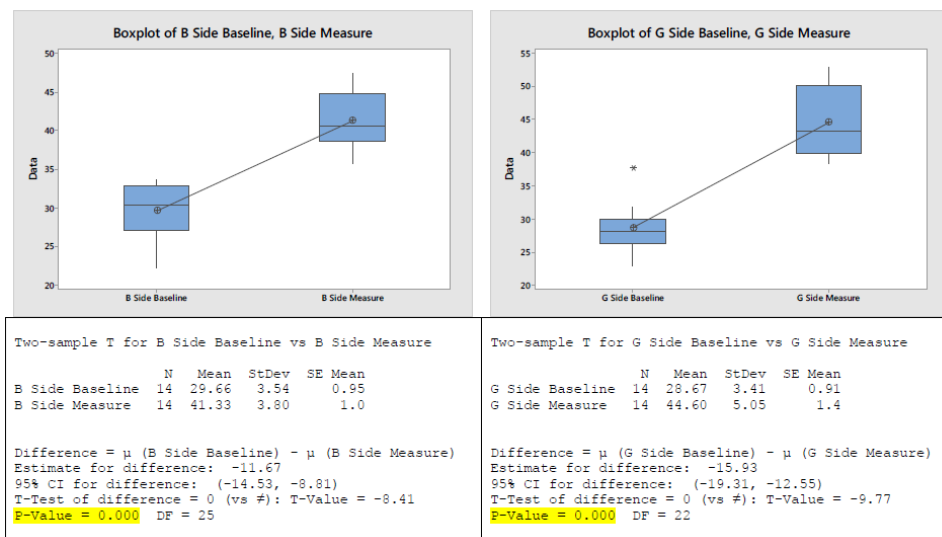 Boxplot of B Side Baseline, B Side Measure
50
45
40
35
30
25
20
Data
B Side Baseline B Side Measure
Boxplot of G Side Baseline, G Side Measure
55
50
45
40
35
30
25
20
Data
*
G Side Baseline G Side Measure
Two-sample T for B Side Baseline vs B Side Measure
N Mean StDev SE Mean
B Side Baseline 14 29.66 3.54 0.95
B Side Measure 14 41.33 3.80 1.0
Difference = μ (B Side Baseline) - μ (B Side Measure)
Estimate for difference: -11.67
95% CI for difference: (-14.53, -8.81)
T-Test of difference = 0 (vs ≠): T-Value = -8.41
P-Value = 0.000 DF = 25
Two-sample T for G Side Baseline vs G Side Measure
N Mean StDev SE Mean
G Side Baseline 14 28.67 3.41 0.91
G Side Measure 14 44.60 5.05 1.4
Difference = μ (G Side Baseline) - μ (G Side Measure)
Estimate for difference: -15.93
95% CI for difference: (-19.31, -12.55)
T-Test of difference = 0 (vs ≠): T-Value = -9.77
P-Value = 0.000 DF = 22